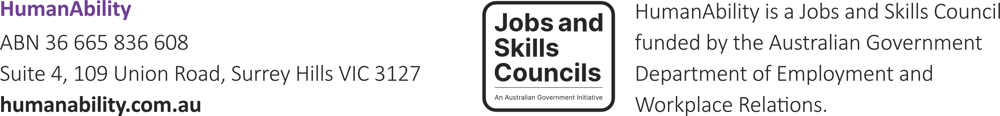 HumanAbility
ABN 36 665 836 608
Suite 4, 109 Union Road, Surrey Hills VIC 3127
humanability.com.au
Jobs and
Skills
Councils
An Australian Government Initiative
HumanAbility is a Jobs and Skills Council
funded by the Australian Government
Department of Employment and
Workplace Relations.